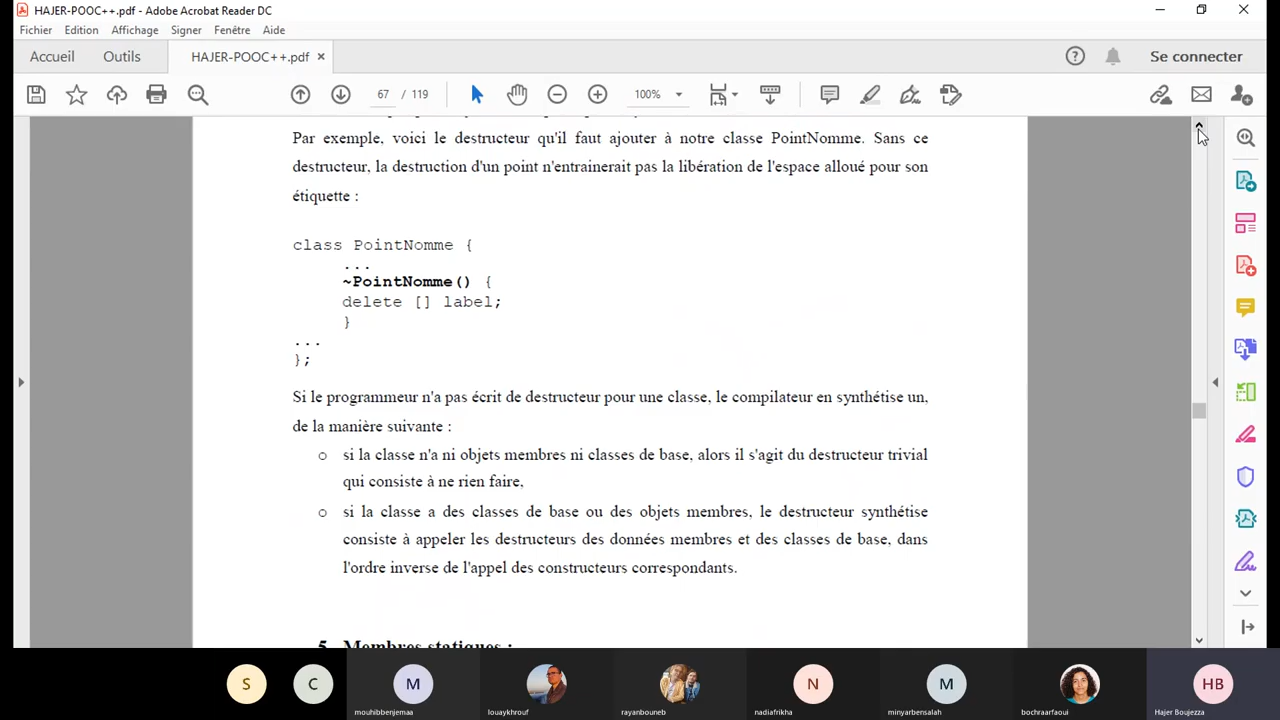 HAJER-POOC++.pdf - Adobe Acrobat Reader DC
Fichier Edition Affichage Signer Fenêtre Aide
Accueil Outils HAJER-POOC++.pdf × Se connecter
67 / 119 100%
Par exemple, voici le destructeur qu'il faut ajouter à notre classe PointNomme. Sans ce
destructeur, la destruction d'un point n'entrainerait pas la libération de l'espace alloué pour son
étiquette :
class PointNomme {
...
~PointNomme() {
delete [] label;
}
...
};
Si le programmeur n'a pas écrit de destructeur pour une classe, le compilateur en synthétise un,
de la manière suivante :
o si la classe n'a ni objets membres ni classes de base, alors il s'agit du destructeur trivial
qui consiste à ne rien faire,
o si la classe a des classes de base ou des objets membres, le destructeur synthétise
consiste à appeler les destructeurs des données membres et des classes de base, dans
l'ordre inverse de l'appel des constructeurs correspondants.
5. Membres statiques :
S C M N M HB
mouhibbenjemaa louaykhrouf rayanbouneb nadiafrikha minyarbensalah bochraarfaoui Hajer Boujezza